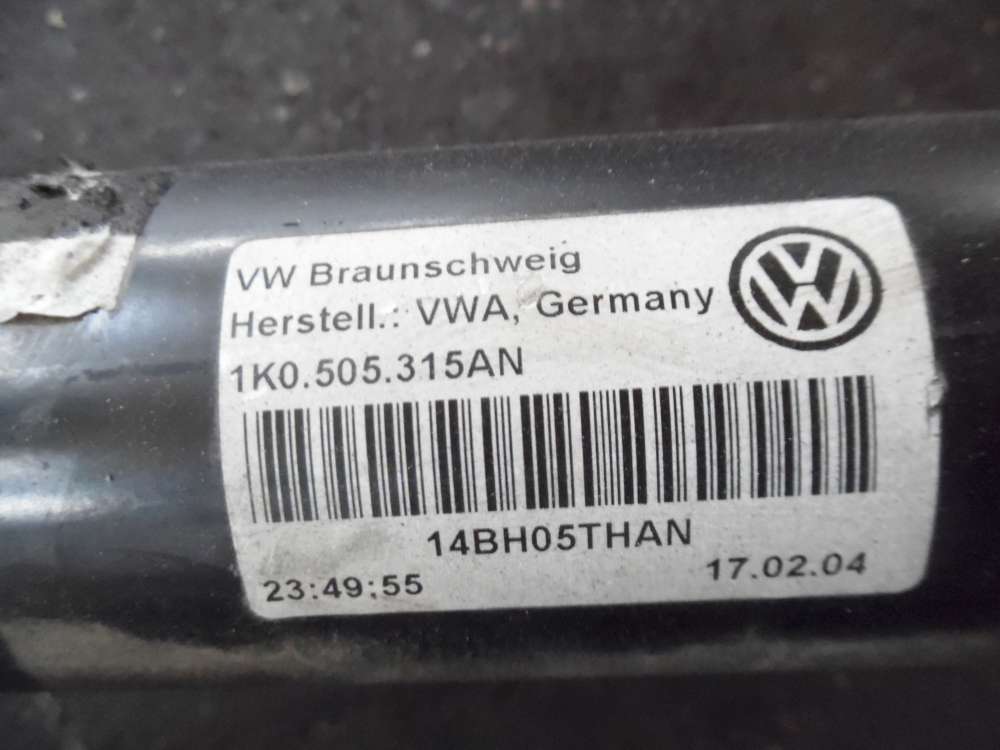 VW Braunschweig
Herstell.: VWA, Germany
1K0.505.315AN
14BH05THAN
23:49:55 17.02.04